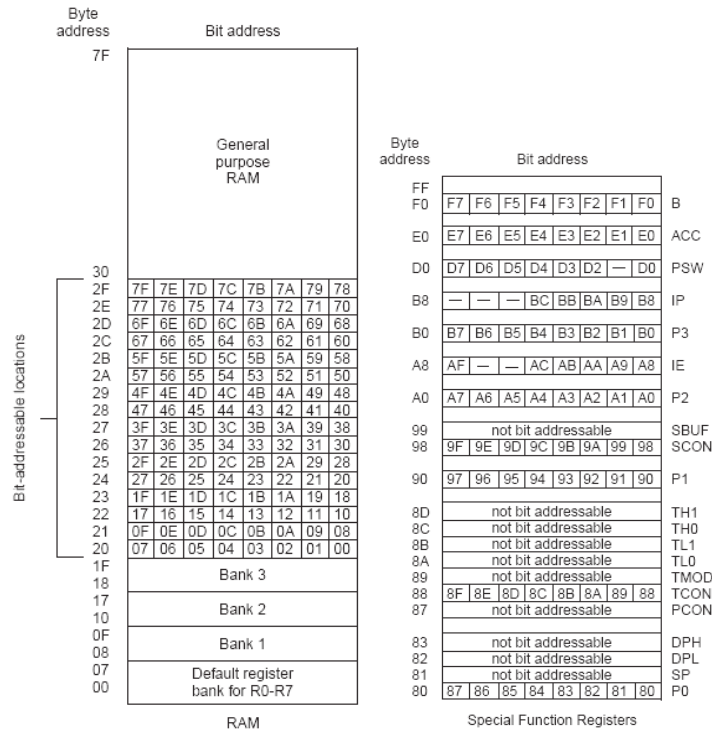 Byte address Bit address
7F
General purpose RAM
30
2F 7F 7E 7D 7C 7B 7A 79 78
2E 77 76 75 74 73 72 71 70
2D 6F 6E 6D 6C 6B 6A 69 68
2C 67 66 65 64 63 62 61 60
2B 5F 5E 5D 5C 5B 5A 59 58
2A 57 56 55 54 53 52 51 50
29 4F 4E 4D 4C 4B 4A 49 48
28 47 46 45 44 43 42 41 40
27 3F 3E 3D 3C 3B 3A 39 38
26 37 36 35 34 33 32 31 30
25 2F 2E 2D 2C 2B 2A 29 28
24 27 26 25 24 23 22 21 20
23 1F 1E 1D 1C 1B 1A 19 18
22 17 16 15 14 13 12 11 10
21 0F 0E 0D 0C 0B 0A 09 08
20 07 06 05 04 03 02 01 00
Bit-addressable locations
1F
18
Bank 3
17
10
Bank 2
0F
08
Bank 1
07
00
Default register
bank for R0-R7
RAM
Byte address Bit address
FF
F0 F7 F6 F5 F4 F3 F2 F1 F0 B
E0 E7 E6 E5 E4 E3 E2 E1 E0 ACC
D0 D7 D6 D5 D4 D3 D2 — D0 PSW
B8 — — — BC BB BA B9 B8 IP
B0 B7 B6 B5 B4 B3 B2 B1 B0 P3
A8 AF — — AC AB AA A9 A8 IE
A0 A7 A6 A5 A4 A3 A2 A1 A0 P2
99 not bit addressable SBUF
98 9F 9E 9D 9C 9B 9A 99 98 SCON
90 97 96 95 94 93 92 91 90 P1
8D not bit addressable TH1
8C not bit addressable TH0
8B not bit addressable TL1
8A not bit addressable TL0
89 not bit addressable TMOD
88 8F 8E 8D 8C 8B 8A 89 88 TCON
87 not bit addressable PCON
83 not bit addressable DPH
82 not bit addressable DPL
81 not bit addressable SP
80 87 86 85 84 83 82 81 80 P0
Special Function Registers